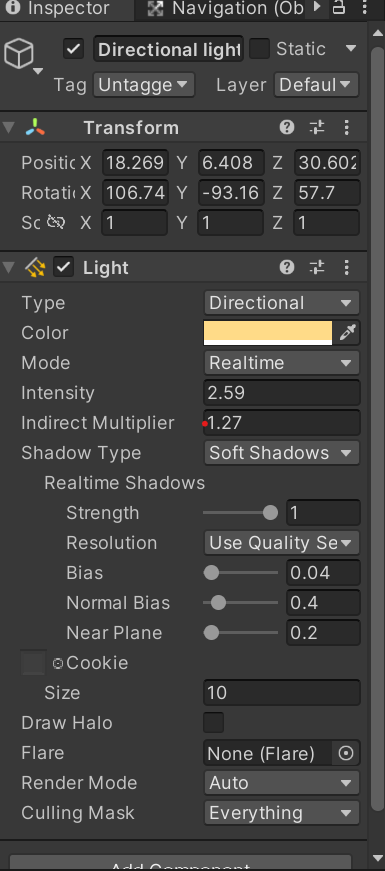 Inspector Navigation (Ob
Directional light Static
Tag Untagge Layer Defaul
Transform
Positic X 18.269 Y 6.408 Z 30.602
Rotati X 106.74 Y -93.16 Z 57.7
Sc X 1 Y 1 Z 1
Light
Type Directional
Color
Mode Realtime
Intensity 2.59
Indirect Multiplier 1.27
Shadow Type Soft Shadows
Realtime Shadows
Strength 1
Resolution Use Quality Se
Bias 0.04
Normal Bias 0.4
Near Plane 0.2
Cookie
Size 10
Draw Halo
Flare None (Flare)
Render Mode Auto
Culling Mask Everything
Add Component